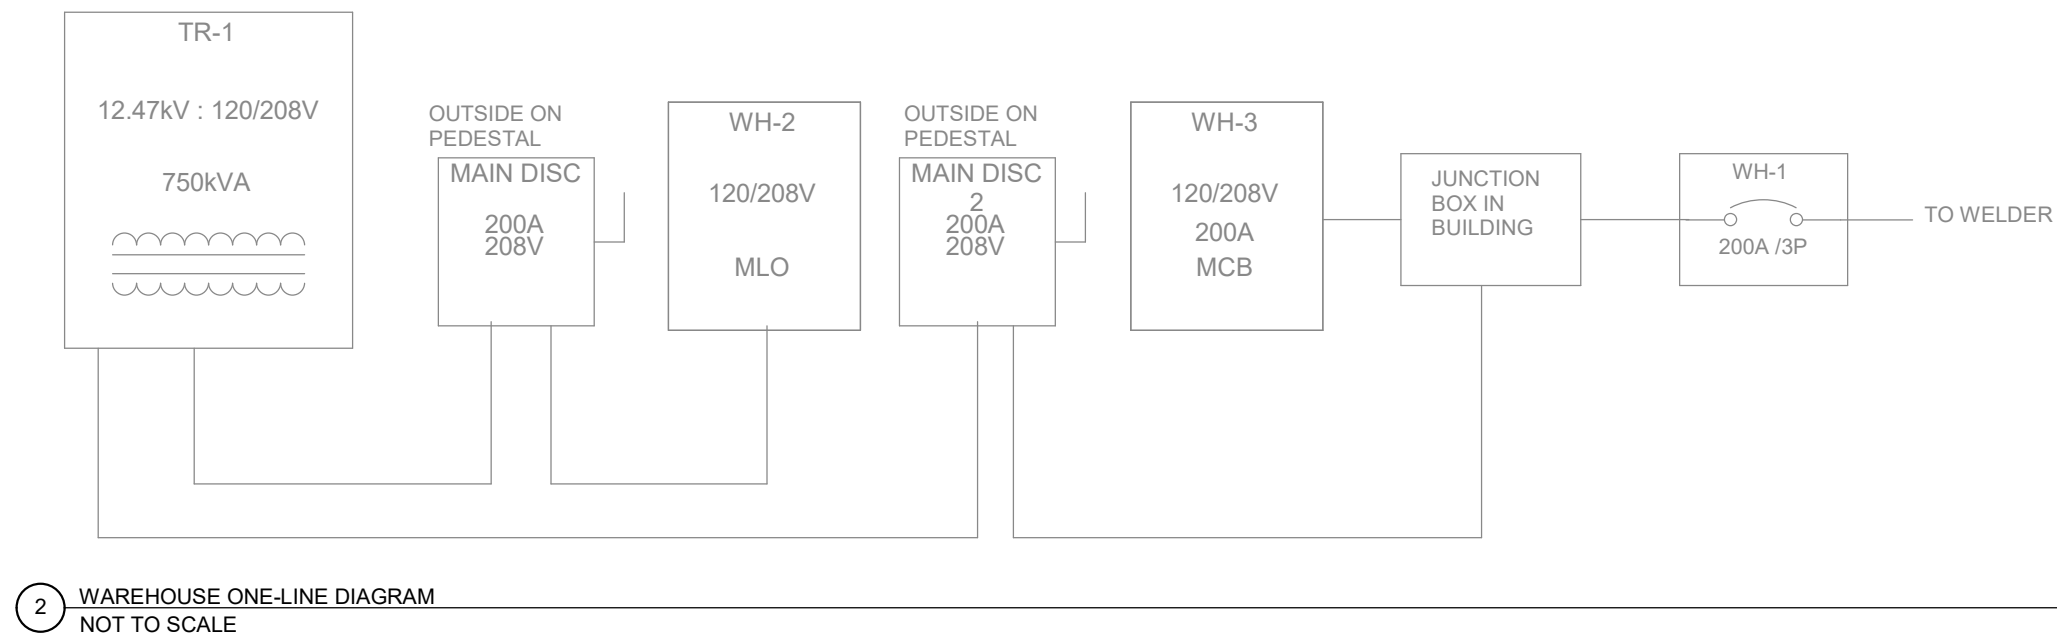 TR-1
12.47kV : 120/208V
750kVA
OUTSIDE ON
PEDESTAL
MAIN DISC
200A
208V
WH-2
120/208V
MLO
OUTSIDE ON
PEDESTAL
MAIN DISC
2
200A
208V
WH-3
120/208V
200A
MCB
JUNCTION
BOX IN
BUILDING
WH-1
200A /3P
TO WELDER
2
WAREHOUSE ONE-LINE DIAGRAM
NOT TO SCALE